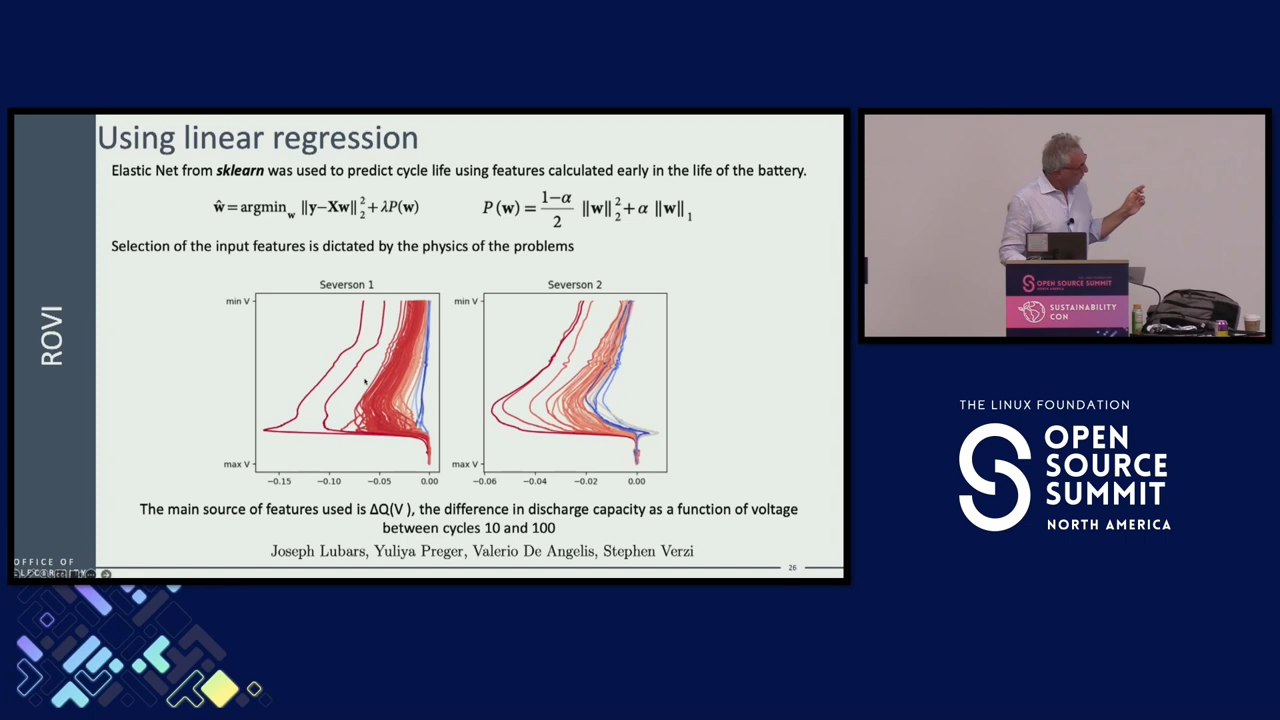 Using linear regression
Elastic Net from sklearn was used to predict cycle life using features calculated early in the life of the battery.
ŵ = argmin_w ‖y−Xw‖₂² + λP(w)
P(w) = (1−α)/2 ‖w‖₂² + α ‖w‖₁
Selection of the input features is dictated by the physics of the problems
ROVI
Severson 1
min V
max V
−0.15 −0.10 −0.05 0.00
Severson 2
min V
max V
−0.06 −0.04 −0.02 0.00
The main source of features used is ΔQ(V ), the difference in discharge capacity as a function of voltage
between cycles 10 and 100
Joseph Lubars, Yuliya Preger, Valerio De Angelis, Stephen Verzi
OFFICE OF
26
OPEN SOURCE SUMMIT
NORTH AMERICA
SUSTAINABILITY
CON
THE LINUX FOUNDATION
OPEN
SOURCE
SUMMIT
NORTH AMERICA